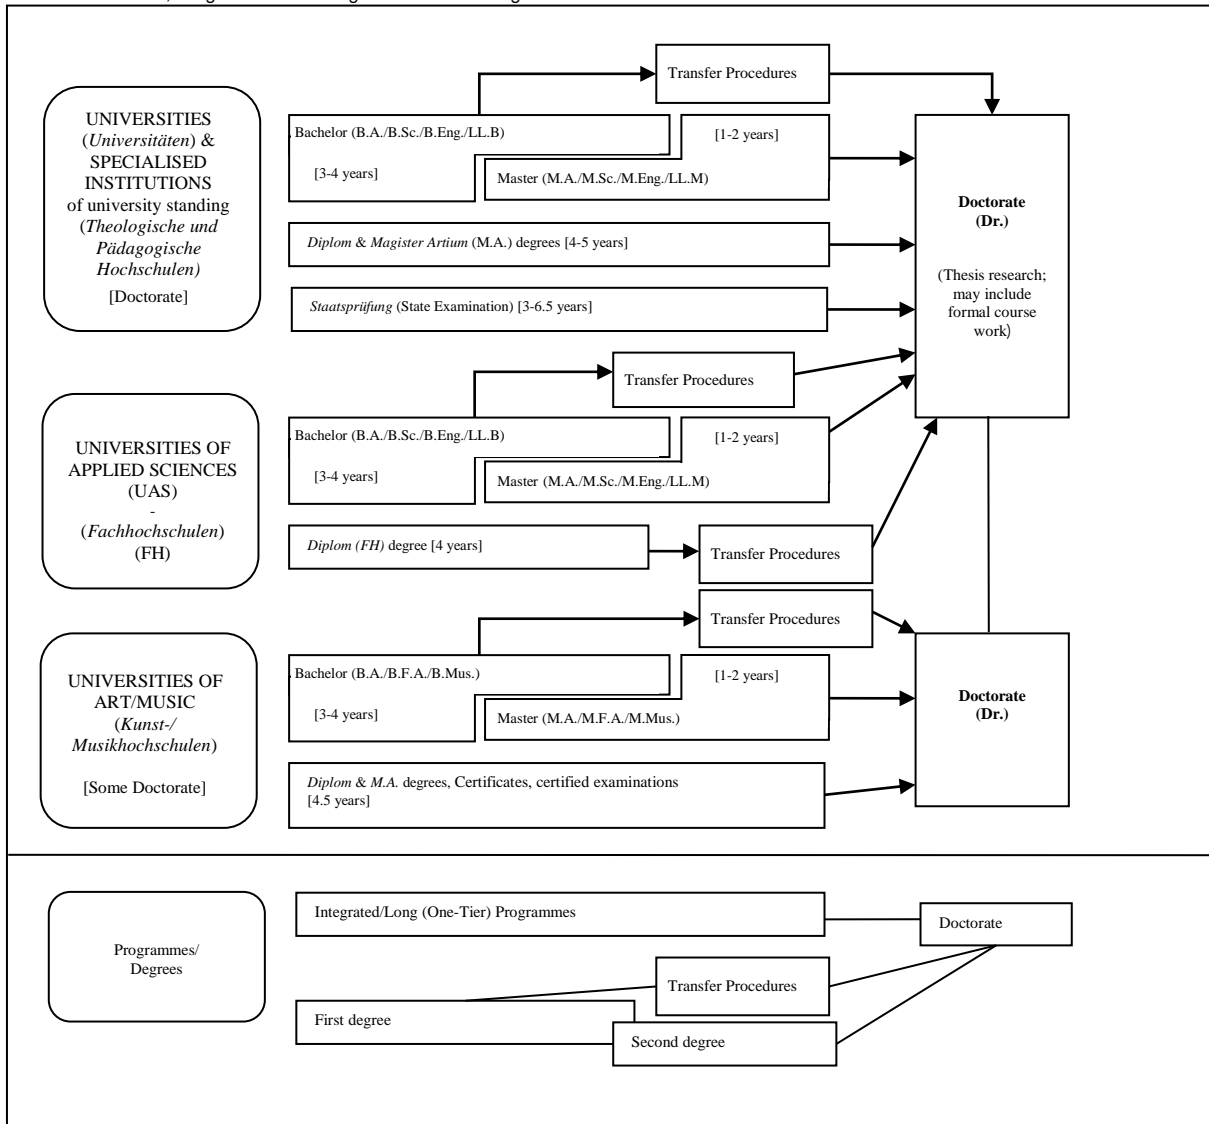 Transfer Procedures
UNIVERSITIES
(Universitäten) &
SPECIALISED
INSTITUTIONS
of university standing
(Theologische und
Pädagogische
Hochschulen)
[Doctorate]
Bachelor (B.A./B.Sc./B.Eng./LL.B)
[3-4 years]
[1-2 years]
Master (M.A./M.Sc./M.Eng./LL.M)
Diplom & Magister Artium (M.A.) degrees [4-5 years]
Staatsprüfung (State Examination) [3-6.5 years]
Doctorate
(Dr.)
(Thesis research;
may include
formal course
work)
Transfer Procedures
UNIVERSITIES OF
APPLIED SCIENCES
(UAS)
-
(Fachhochschulen)
(FH)
Bachelor (B.A./B.Sc./B.Eng./LL.B)
[3-4 years]
[1-2 years]
Master (M.A./M.Sc./M.Eng./LL.M)
Diplom (FH) degree [4 years]
Transfer Procedures
Transfer Procedures
UNIVERSITIES OF
ART/MUSIC
(Kunst-/
Musikhochschulen)
[Some Doctorate]
Bachelor (B.A./B.F.A./B.Mus.)
[3-4 years]
[1-2 years]
Master (M.A./M.F.A./M.Mus.)
Diplom & M.A. degrees, Certificates, certified examinations
[4.5 years]
Doctorate
(Dr.)
Programmes/
Degrees
Integrated/Long (One-Tier) Programmes
Doctorate
Transfer Procedures
First degree
Second degree